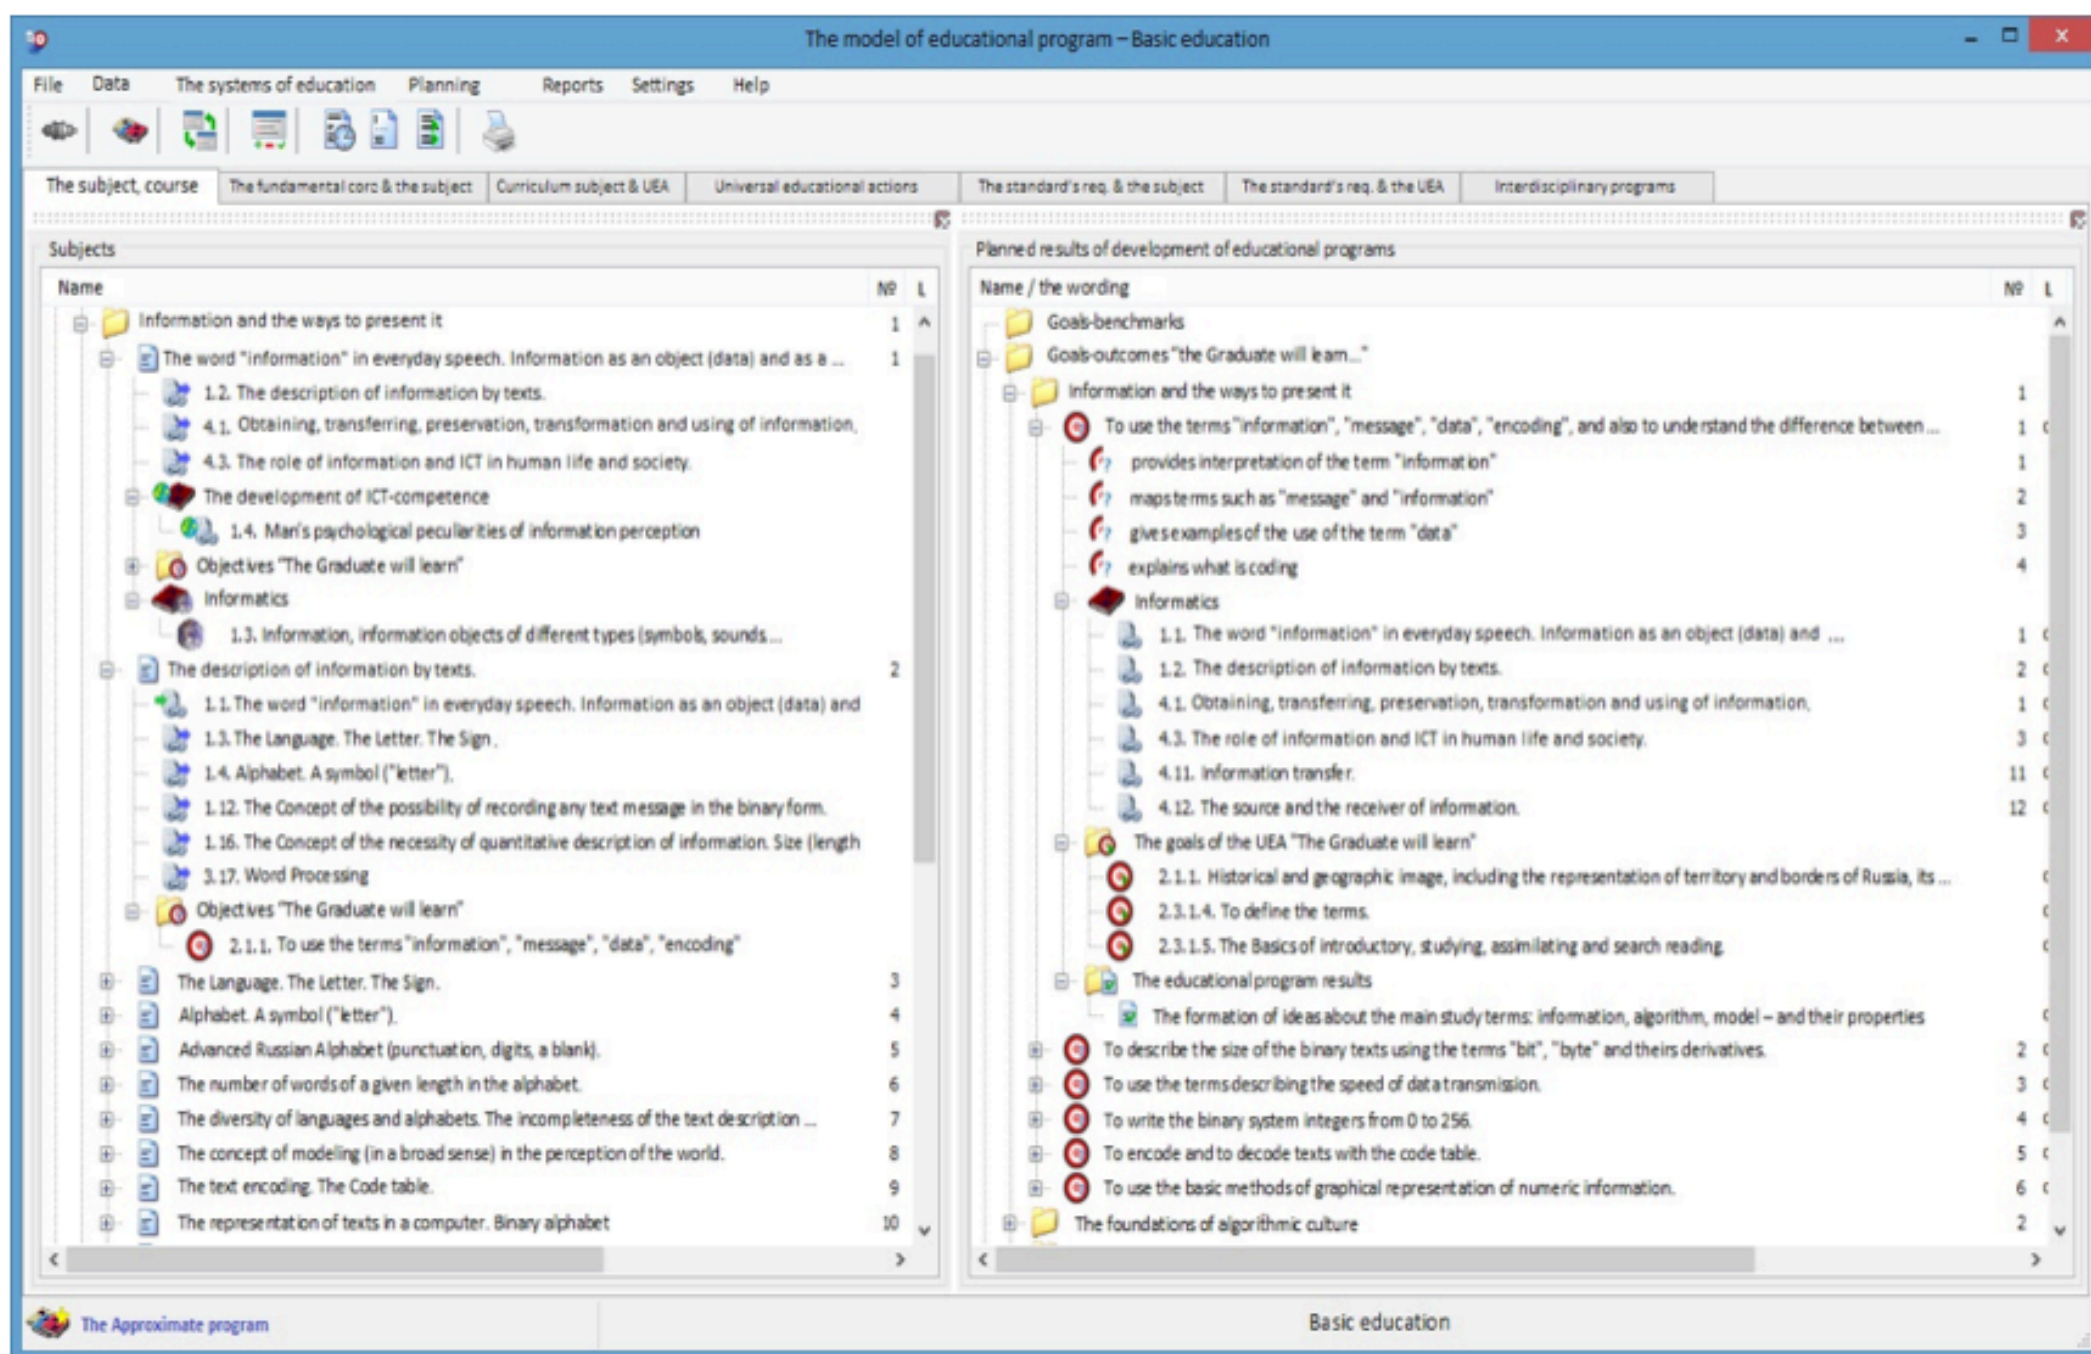 The model of educational program – Basic education
File Data The systems of education Planning Reports Settings Help
The subject, course The fundamental core & the subject Curriculum subject & UEA Universal educational actions The standard's req. & the subject The standard's req. & the UEA Interdisciplinary programs
Subjects
Name № L
Information and the ways to present it 1
The word "information" in everyday speech. Information as an object (data) and as a ... 1
1.2. The description of information by texts.
4.1. Obtaining, transferring, preservation, transformation and using of information,
4.3. The role of information and ICT in human life and society.
The development of ICT-competence
1.4. Man's psychological peculiarities of information perception
Objectives "The Graduate will learn"
Informatics
1.3. Information, information objects of different types (symbols, sounds ...
The description of information by texts. 2
1.1. The word "information" in everyday speech. Information as an object (data) and
1.3. The Language. The Letter. The Sign.
1.4. Alphabet. A symbol ("letter").
1.12. The Concept of the possibility of recording any text message in the binary form.
1.16. The Concept of the necessity of quantitative description of information. Size (length
3.17. Word Processing
Objectives "The Graduate will learn"
2.1.1. To use the terms "information", "message", "data", "encoding"
The Language. The Letter. The Sign. 3
Alphabet. A symbol ("letter"). 4
Advanced Russian Alphabet (punctuation, digits, a blank). 5
The number of words of a given length in the alphabet. 6
The diversity of languages and alphabets. The incompleteness of the text description ... 7
The concept of modeling (in a broad sense) in the perception of the world. 8
The text encoding. The Code table. 9
The representation of texts in a computer. Binary alphabet 10
Planned results of development of educational programs
Name / the wording № L
Goals-benchmarks
Goals-outcomes "the Graduate will learn..."
Information and the ways to present it 1
To use the terms "information", "message", "data", "encoding", and also to understand the difference between ... 1
provides interpretation of the term "information" 1
maps terms such as "message" and "information" 2
gives examples of the use of the term "data" 3
explains what is coding 4
Informatics
1.1. The word "information" in everyday speech. Information as an object (data) and ... 1
1.2. The description of information by texts. 2
4.1. Obtaining, transferring, preservation, transformation and using of information, 1
4.3. The role of information and ICT in human life and society. 3
4.11. Information transfer. 11
4.12. The source and the receiver of information. 12
The goals of the UEA "The Graduate will learn"
2.1.1. Historical and geographic image, including the representation of territory and borders of Russia, its ...
2.3.1.4. To define the terms.
2.3.1.5. The Basics of introductory, studying, assimilating and search reading.
The educational program results
The formation of ideas about the main study terms: information, algorithm, model – and their properties
To describe the size of the binary texts using the terms "bit", "byte" and theirs derivatives. 2
To use the terms describing the speed of data transmission. 3
To write the binary system integers from 0 to 256. 4
To encode and to decode texts with the code table. 5
To use the basic methods of graphical representation of numeric information. 6
The foundations of algorithmic culture 2
The Approximate program
Basic education